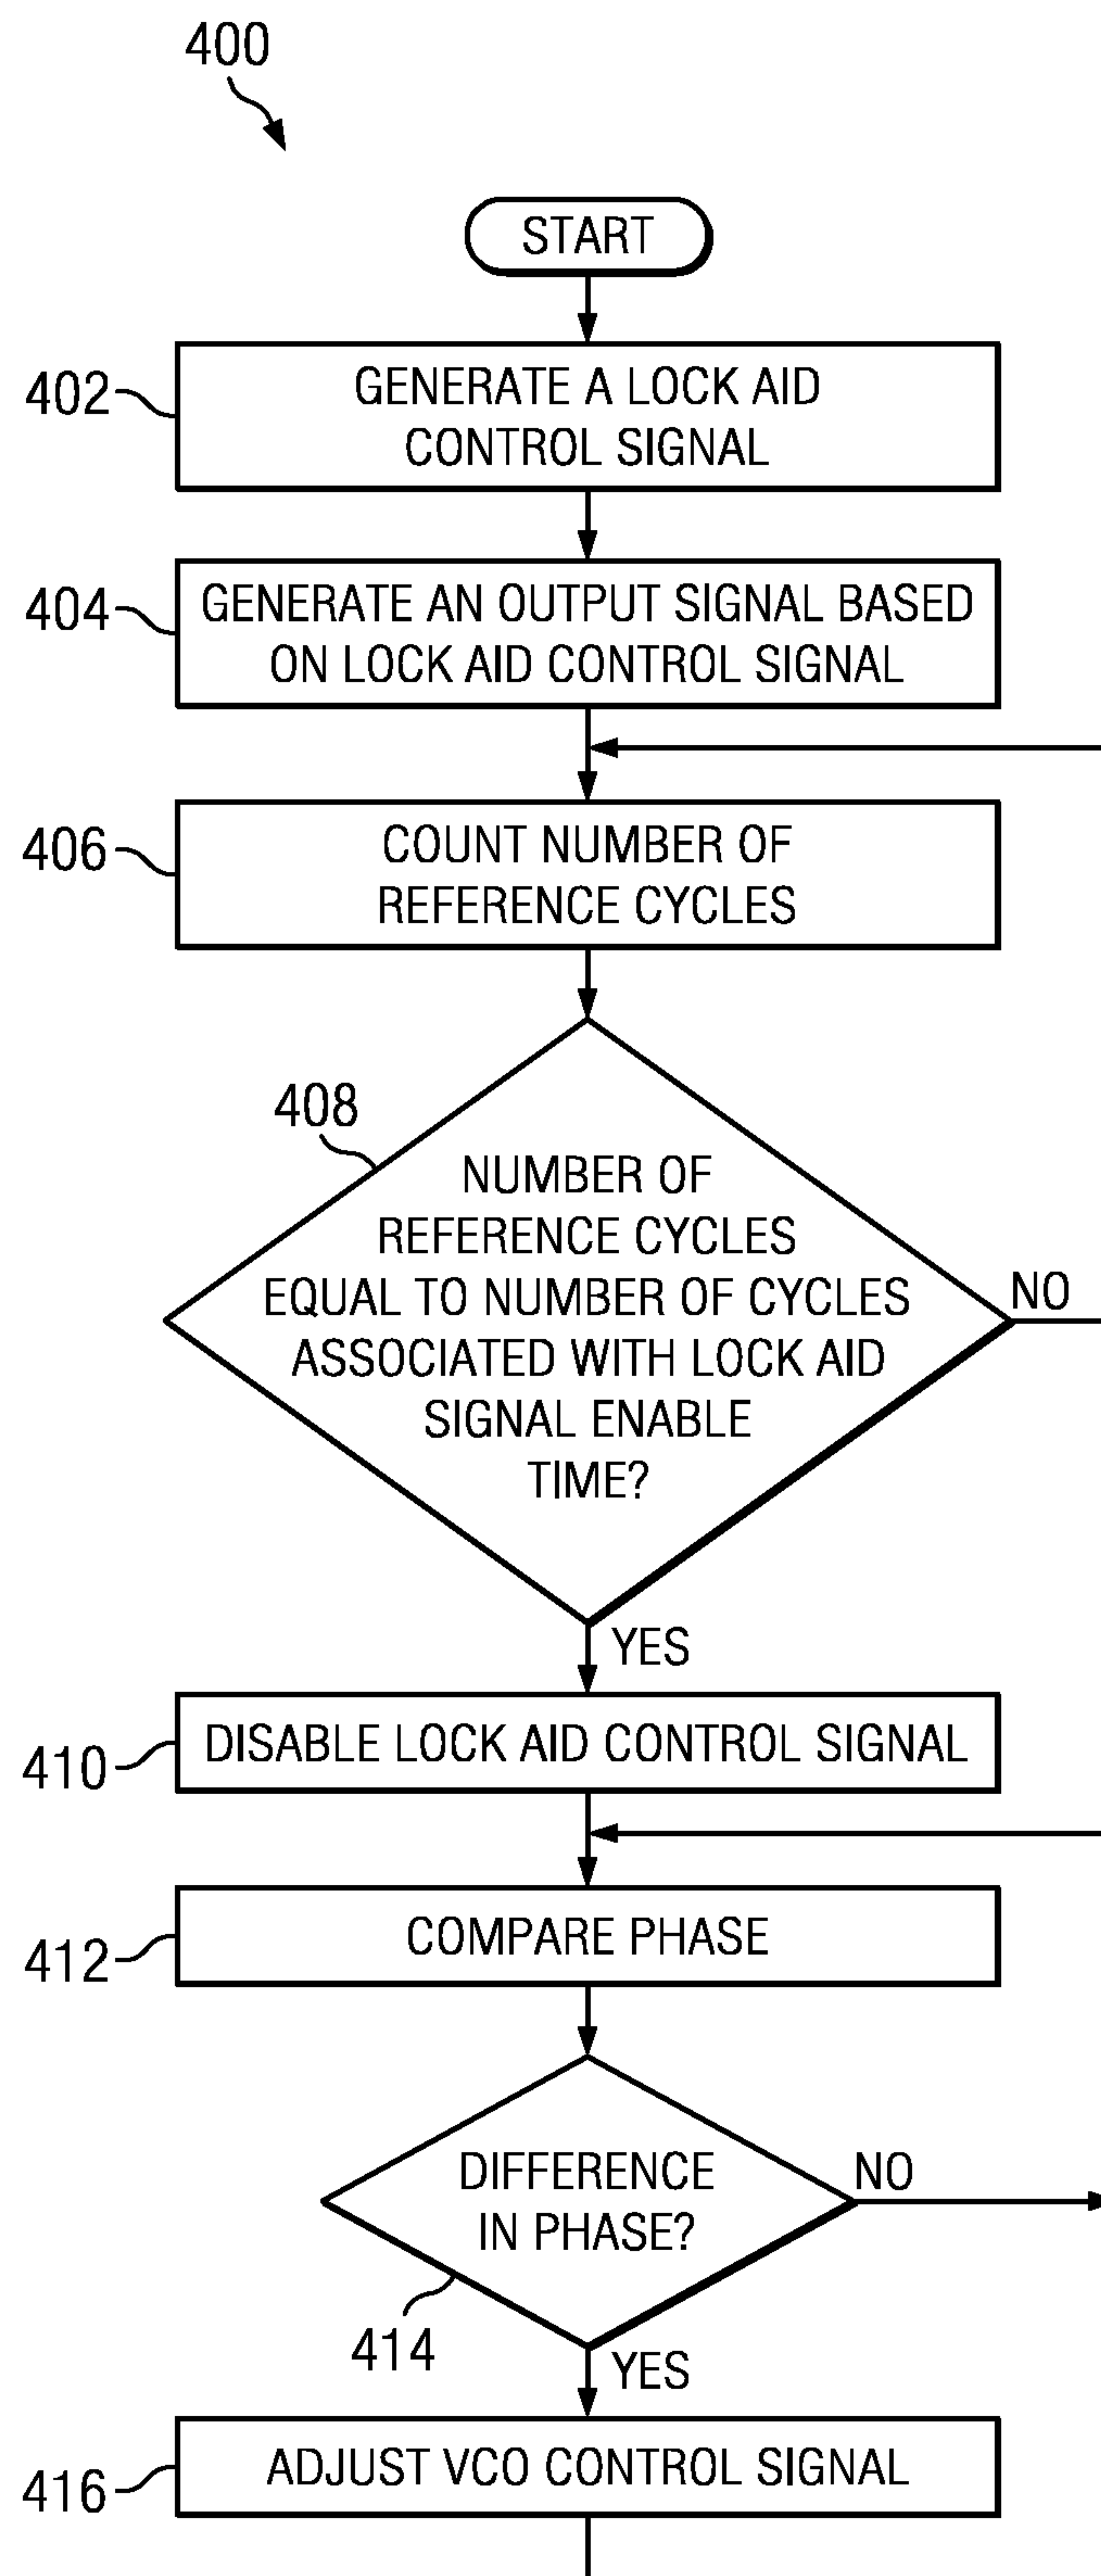 400
START
402
GENERATE A LOCK AID
CONTROL SIGNAL
404
GENERATE AN OUTPUT SIGNAL BASED
ON LOCK AID CONTROL SIGNAL
406
COUNT NUMBER OF
REFERENCE CYCLES
408
NUMBER OF
REFERENCE CYCLES
EQUAL TO NUMBER OF CYCLES
ASSOCIATED WITH LOCK AID
SIGNAL ENABLE
TIME?
NO
YES
410
DISABLE LOCK AID CONTROL SIGNAL
412
COMPARE PHASE
DIFFERENCE
IN PHASE?
NO
414
YES
416
ADJUST VCO CONTROL SIGNAL